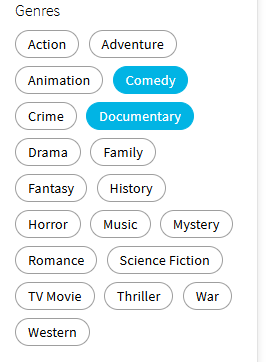 Genres
Action Adventure
Animation Comedy
Crime Documentary
Drama Family
Fantasy History
Horror Music Mystery
Romance Science Fiction
TV Movie Thriller War
Western